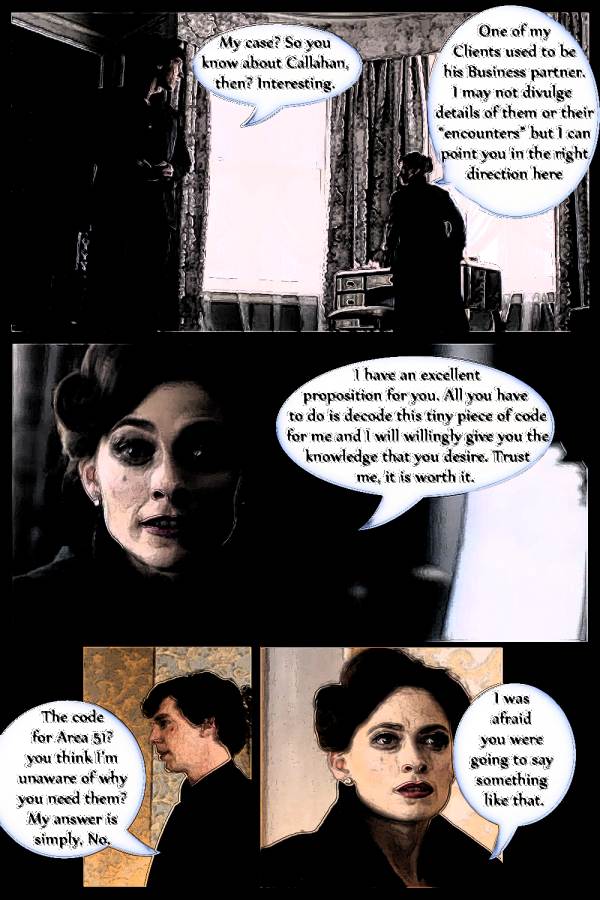 My case? So you
know about Callahan,
then? Interesting.
One of my
Clients used to be
his Business partner.
I may not divulge
details of them or their
"encounters" but I can
point you in the right
direction here
I have an excellent
proposition for you. All you have
to do is decode this tiny piece of code
for me and I will willingly give you the
knowledge that you desire. Trust
me, it is worth it.
The code
for Area 51?
you think I'm
unaware of why
you need them?
My answer is
simply, No.
I was
afraid
you were
going to say
something
like that.